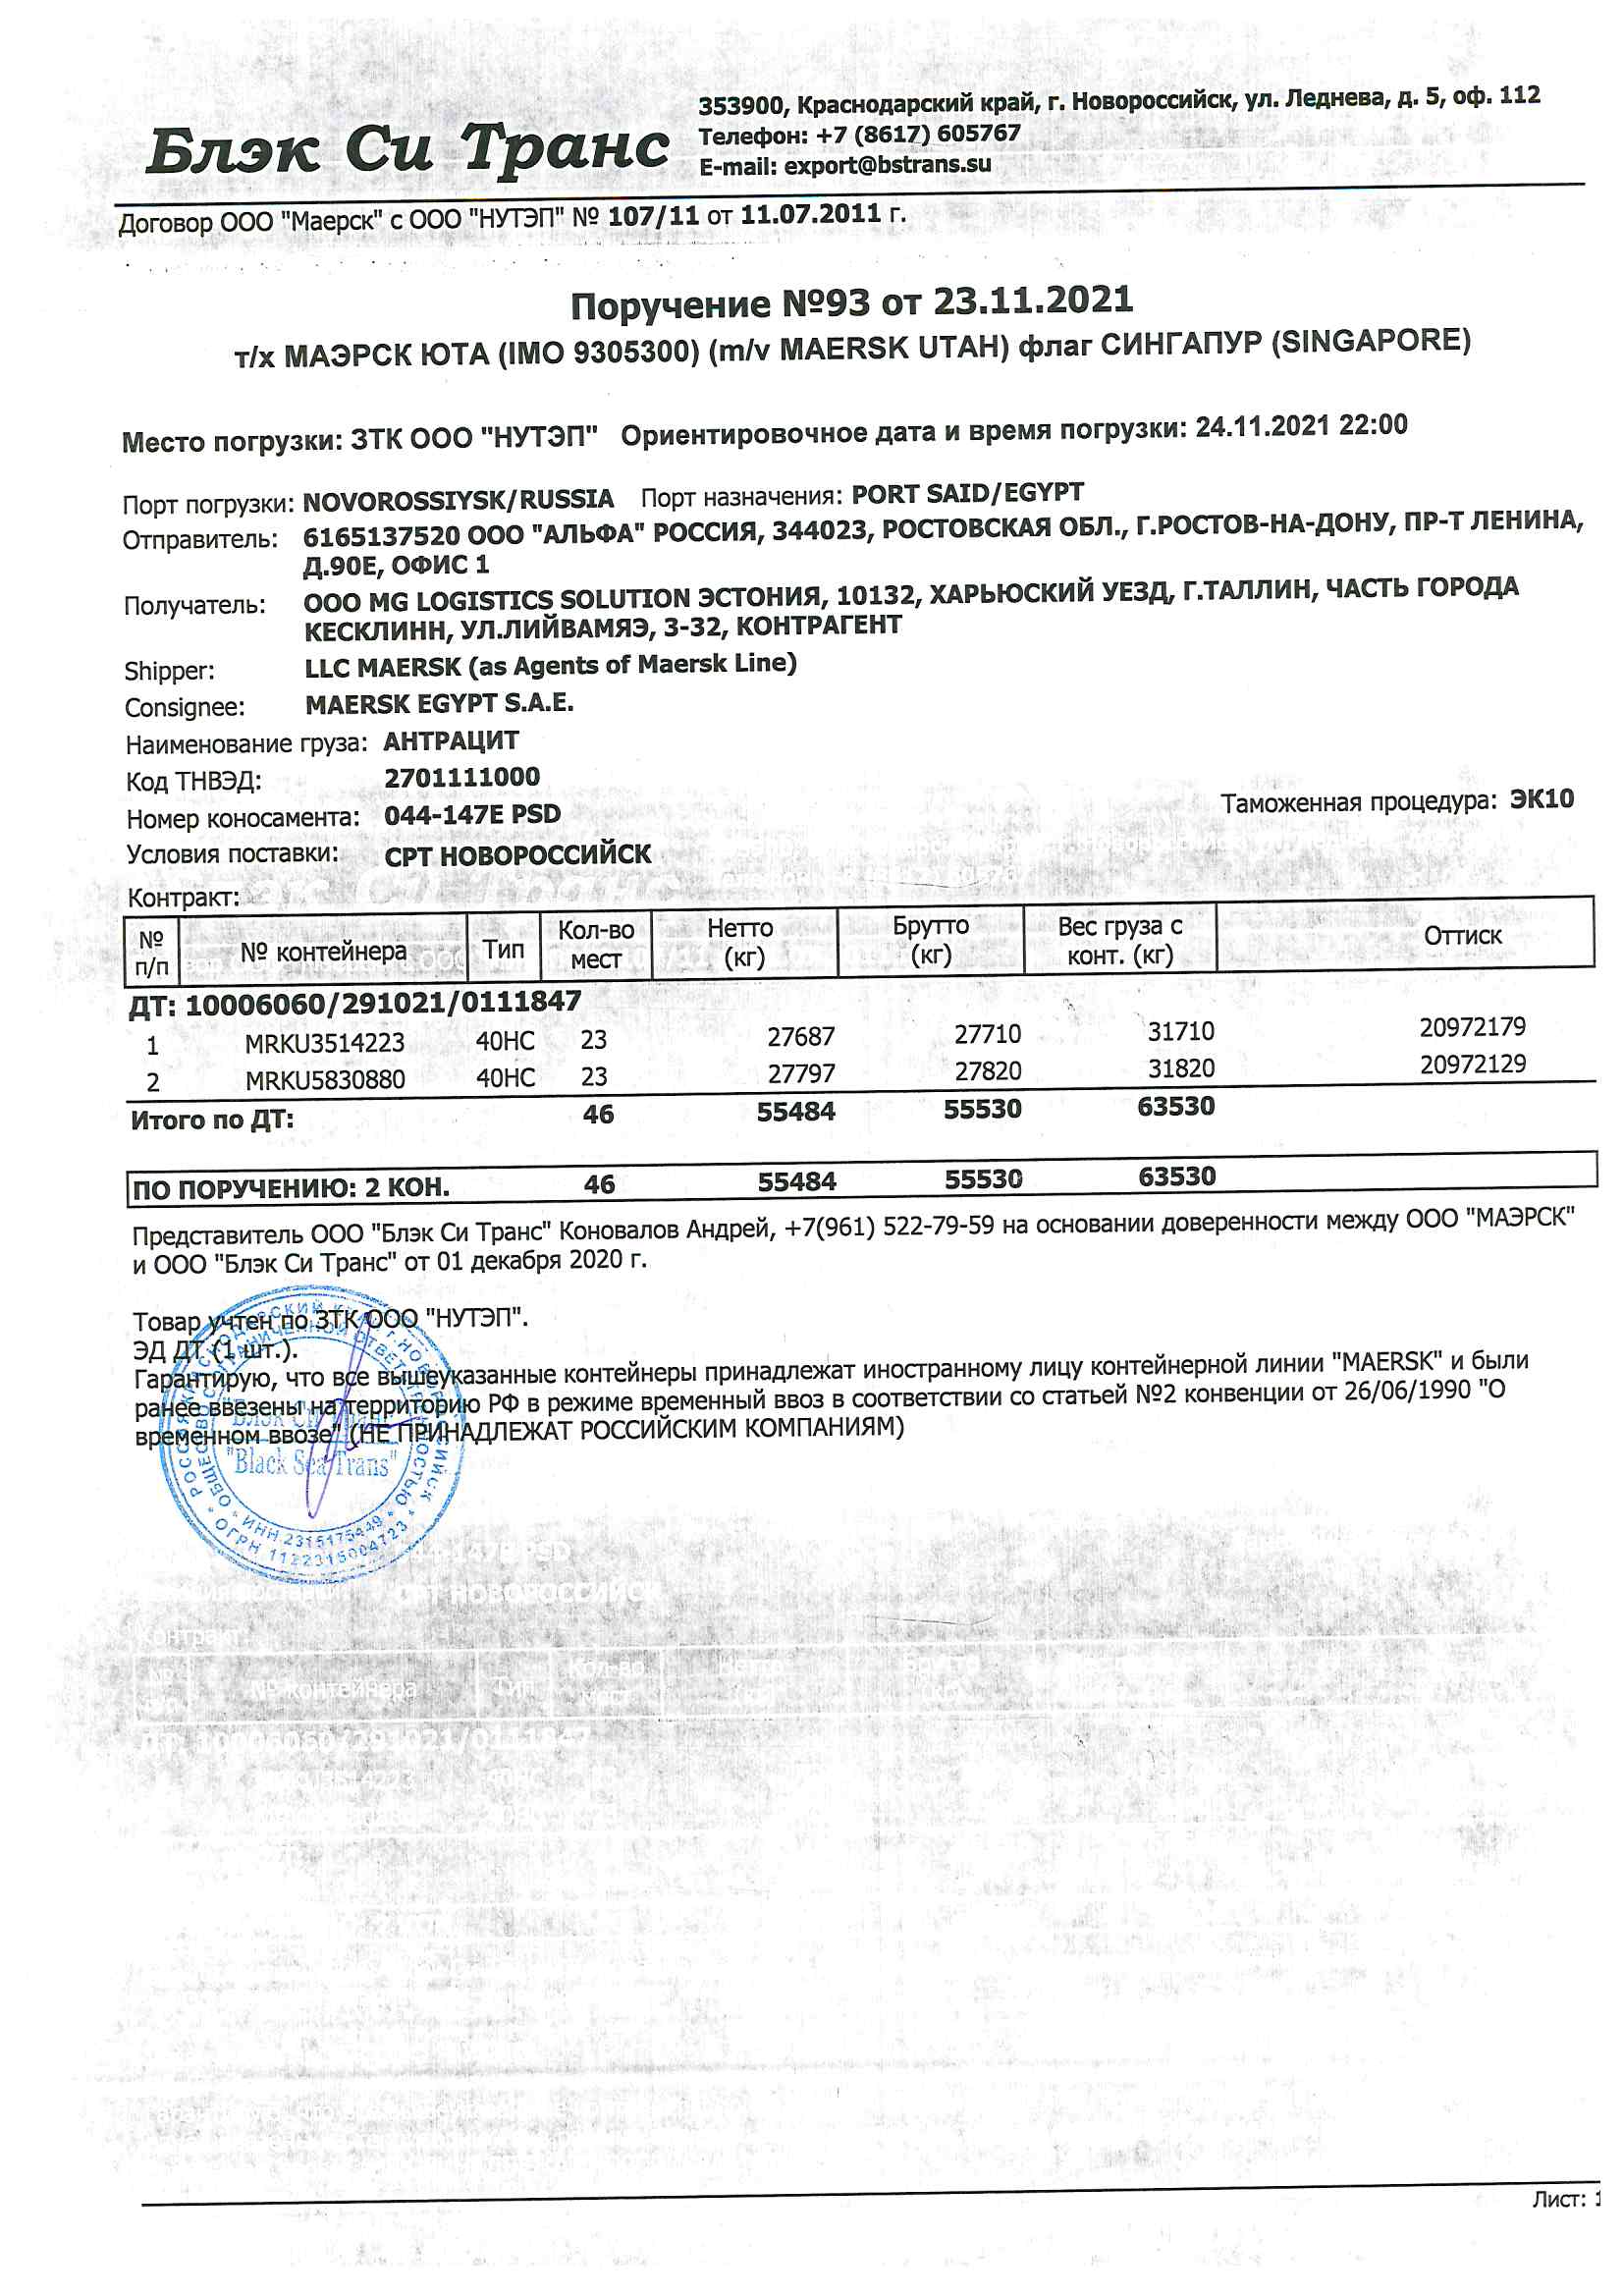 Блэк Си Транс
353900, Краснодарский край, г. Новороссийск, ул. Леднева, д. 5, оф. 112
Телефон: +7 (8617) 605767
E-mail: export@bstrans.su
Договор ООО "Маерск" с ООО "НУТЭП" № 107/11 от 11.07.2011 г.
Поручение №93 от 23.11.2021
т/х МАЭРСК ЮТА (IMO 9305300) (m/v MAERSK UTAH) флаг СИНГАПУР (SINGAPORE)
Место погрузки: ЗТК ООО "НУТЭП" Ориентировочное дата и время погрузки: 24.11.2021 22:00
Порт погрузки: NOVOROSSIYSK/RUSSIA Порт назначения: PORT SAID/EGYPT
Отправитель: 6165137520 ООО "АЛЬФА" РОССИЯ, 344023, РОСТОВСКАЯ ОБЛ., Г.РОСТОВ-НА-ДОНУ, ПР-Т ЛЕНИНА,
Д.90Е, ОФИС 1
Получатель: ООО MG LOGISTICS SOLUTION ЭСТОНИЯ, 10132, ХАРЬЮСКИЙ УЕЗД, Г.ТАЛЛИН, ЧАСТЬ ГОРОДА
КЕСКЛИНН, УЛ.ЛИЙВАМЯЭ, 3-32, КОНТРАГЕНТ
Shipper: LLC MAERSK (as Agents of Maersk Line)
Consignee: MAERSK EGYPT S.A.E.
Наименование груза: АНТРАЦИТ
Код ТНВЭД: 2701111000
Номер коносамента: 044-147E PSD Таможенная процедура: ЭК10
Условия поставки: СРТ НОВОРОССИЙСК
Контракт:
№ п/п № контейнера Тип Кол-во мест Нетто (кг) Брутто (кг) Вес груза с конт. (кг) Оттиск
ДТ: 10006060/291021/0111847
1 MRKU3514223 40HC 23 27687 27710 31710 20972179
2 MRKU5830880 40HC 23 27797 27820 31820 20972129
Итого по ДТ: 46 55484 55530 63530
ПО ПОРУЧЕНИЮ: 2 КОН. 46 55484 55530 63530
Представитель ООО "Блэк Си Транс" Коновалов Андрей, +7(961) 522-79-59 на основании доверенности между ООО "МАЭРСК"
и ООО "Блэк Си Транс" от 01 декабря 2020 г.
Товар учтен по ЗТК ООО "НУТЭП".
ЭД ДТ (1 шт.).
Гарантирую, что все вышеуказанные контейнеры принадлежат иностранному лицу контейнерной линии "MAERSK" и были
ранее ввезены на территорию РФ в режиме временный ввоз в соответствии со статьей №2 конвенции от 26/06/1990 "О
временном ввозе" (НЕ ПРИНАДЛЕЖАТ РОССИЙСКИМ КОМПАНИЯМ)
"Блэк Си Транс"
"Black Sea Trans"
ИНН 2315175449
ОГРН 1122315004723
Лист: 1